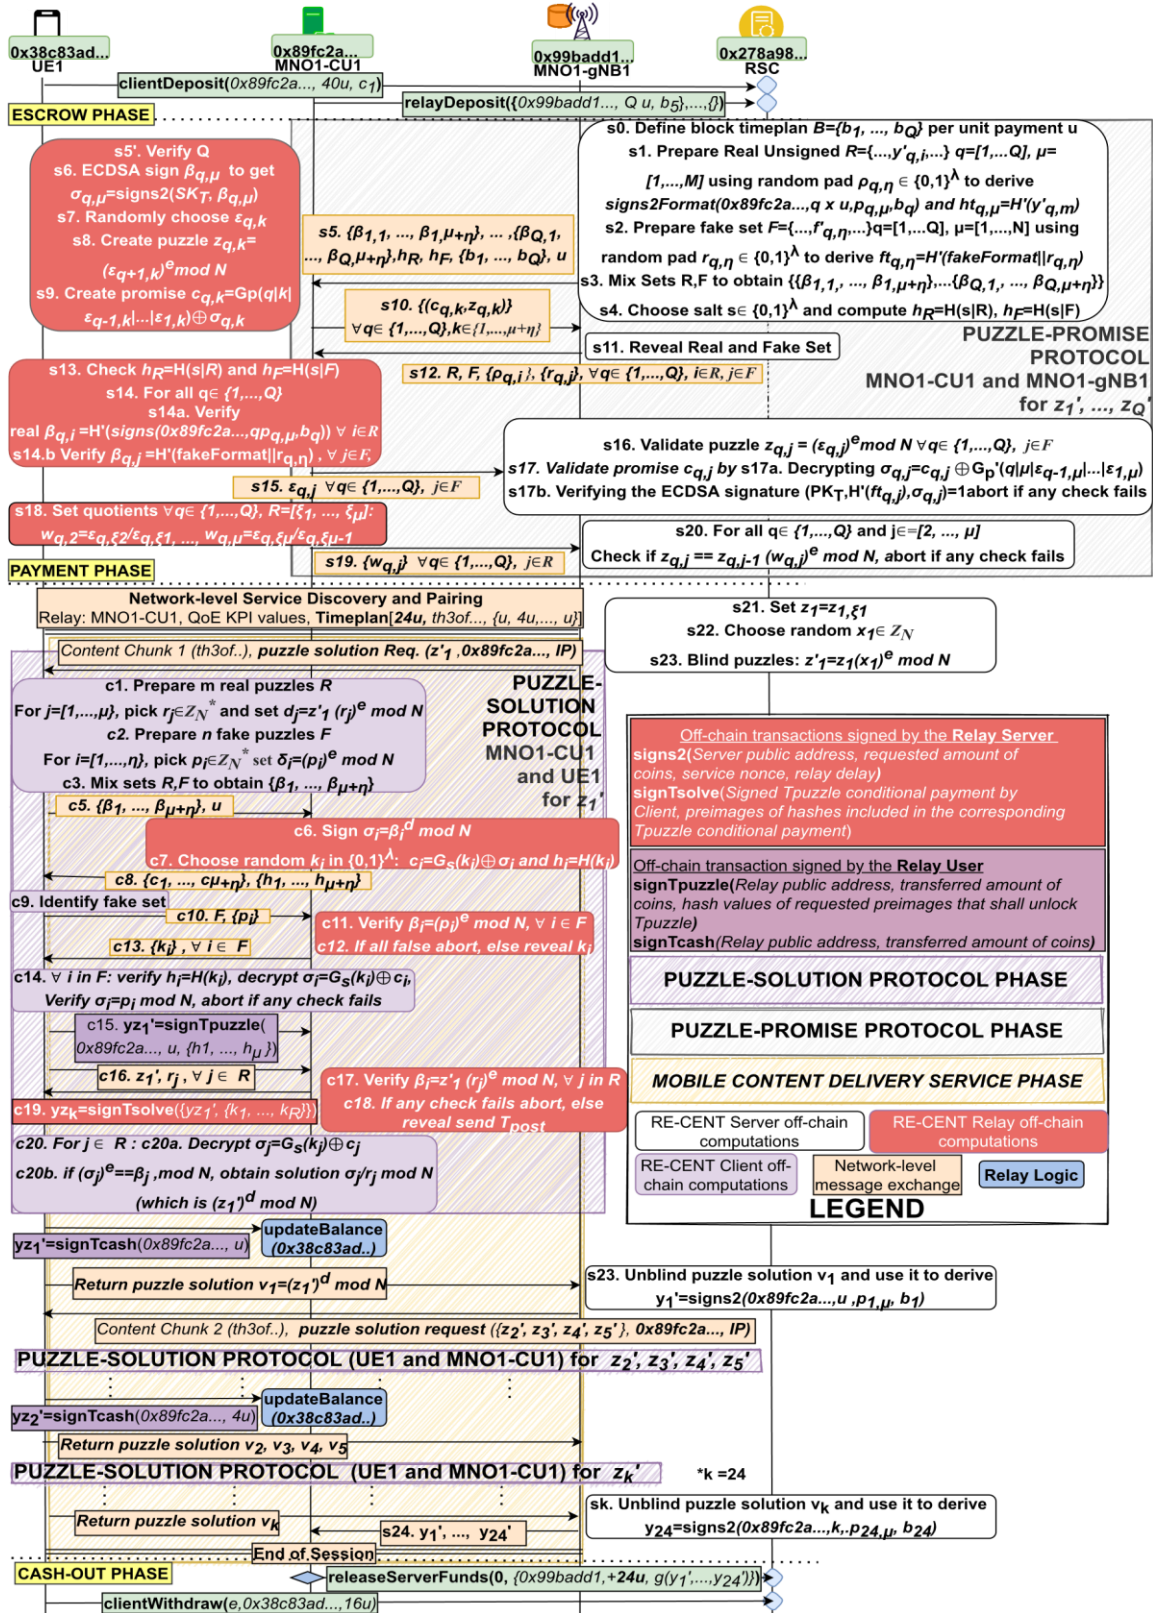 0x38c83ad...
UE1
0x89fc2a...
MNO1-CU1
0x99badd1...
MNO1-gNB1
0x278a98...
RSC
clientDeposit(0x89fc2a..., 40u, c1)
relayDeposit({0x99badd1..., Q u, b5},...,{})
ESCROW PHASE
s0. Define block timeplan B={b1, ..., bQ} per unit payment u
s1. Prepare Real Unsigned R={...,y'q,i,...} q=[1,...Q], μ=
[1,...,M] using random pad ρq,η ∈ {0,1}^λ to derive
signs2Format(0x89fc2a...,q x u,pq,μ,bq) and htq,μ=H'(y'q,m)
s2. Prepare fake set F={...,f'q,η,...}q=[1,...Q], μ=[1,...,N] using
random pad rq,η ∈ {0,1}^λ to derive ftq,η=H'(fakeFormat||rq,η)
s3. Mix Sets R,F to obtain {{β1,1, ..., β1,μ+η},...{βQ,1, ..., βQ,μ+η}}
s4. Choose salt s∈ {0,1}^λ and compute hR=H(s|R), hF=H(s|F)
s5'. Verify Q
s6. ECDSA sign βq,μ to get
σq,μ=signs2(SKT, βq,μ)
s7. Randomly choose εq,k
s8. Create puzzle zq,k=
(εq+1,k)^e mod N
s9. Create promise cq,k=Gp(q|k|
εq-1,k|...|ε1,k)⊕ σq,k
s5. {β1,1, ..., β1,μ+η}, ... ,{βQ,1,
..., βQ,μ+η},hR, hF, {b1, ..., bQ}, u
s10. {(cq,k,zq,k)}
∀q∈ {1,...,Q},k∈{1,...,μ+η}
s11. Reveal Real and Fake Set
PUZZLE-PROMISE
PROTOCOL
MNO1-CU1 and MNO1-gNB1
for z1', ..., zQ'
s12. R, F, {ρq,i}, {rq,j}, ∀q∈ {1,...,Q}, i∈R, j∈F
s13. Check hR=H(s|R) and hF=H(s|F)
s14. For all q∈ {1,...,Q}
s14a. Verify
real βq,i =H'(signs(0x89fc2a...,qpq,μ,bq)) ∀ i∈R
s14.b Verify βq,j =H'(fakeFormat||rq,η) , ∀ j∈F,
s15. εq,j ∀q∈ {1,...,Q}, j∈F
s16. Validate puzzle zq,j = (εq,j)^e mod N ∀q∈ {1,...,Q}, j∈F
s17. Validate promise cq,j by s17a. Decrypting σq,j=cq,j ⊕ Gp'(q|μ|εq-1,μ|...|ε1,μ)
s17b. Verifying the ECDSA signature (PKT,H'(ftq,j),σq,j)=1abort if any check fails
s18. Set quotients ∀q∈ {1,...,Q}, R=[ξ1, ..., ξμ]:
wq,2=εq,ξ2/εq,ξ1, ..., wq,μ=εq,ξμ/εq,ξμ-1
s19. {wq,j} ∀q∈ {1,...,Q}, j∈R
s20. For all q∈ {1,...,Q} and j∈=[2, ..., μ]
Check if zq,j == zq,j-1 (wq,j)^e mod N, abort if any check fails
PAYMENT PHASE
Network-level Service Discovery and Pairing
Relay: MNO1-CU1, QoE KPI values, Timeplan[24u, th3of..., {u, 4u,..., u}]
s21. Set z1=z1,ξ1
s22. Choose random x1∈ ZN
s23. Blind puzzles: z'1=z1(x1)^e mod N
Content Chunk 1 (th3of..), puzzle solution Req. (z'1 ,0x89fc2a..., IP)
c1. Prepare m real puzzles R
For j=[1,...,μ}, pick rj∈ZN* and set dj=z'1 (rj)^e mod N
c2. Prepare n fake puzzles F
For i=[1,...,η}, pick pi∈ZN* set δi=(pi)^e mod N
c3. Mix sets R,F to obtain {β1, ..., βμ+η}
PUZZLE-
SOLUTION
PROTOCOL
MNO1-CU1
and UE1
for z1'
c5. {β1, ..., βμ+η}, u
c6. Sign σi=βi^d mod N
c7. Choose random ki in {0,1}^λ: ci=Gs(ki)⊕ σi and hi=H(ki)
c8. {c1, ..., cμ+η}, {h1, ..., hμ+η}
c9. Identify fake set
c10. F, {pi}
c11. Verify βi=(pi)^e mod N, ∀ i ∈ F
c12. If all false abort, else reveal ki
c13. {ki} , ∀ i ∈ F
c14. ∀ i in F: verify hi=H(ki), decrypt σi=Gs(ki)⊕ ci,
Verify σi=pi mod N, abort if any check fails
c15. yz1'=signTpuzzle(
0x89fc2a..., u, {h1, ..., hμ})
c16. z1', rj , ∀ j ∈ R
c17. Verify βi=z'1 (rj)^e mod N, ∀ j in R
c18. If any check fails abort, else
reveal send Tpost
c19. yzk=signTsolve({yz1', {k1, ..., kR}})
c20. For j∈ R : c20a. Decrypt σj=Gs(kj)⊕ cj
c20b. if (σj)^e==βj ,mod N, obtain solution σj/rj mod N
(which is (z1')^d mod N)
Off-chain transactions signed by the Relay Server
signs2(Server public address, requested amount of
coins, service nonce, relay delay)
signTsolve(Signed Tpuzzle conditional payment by
Client, preimages of hashes included in the corresponding
Tpuzzle conditional payment)
Off-chain transaction signed by the Relay User
signTpuzzle(Relay public address, transferred amount of
coins, hash values of requested preimages that shall unlock
Tpuzzle)
signTcash(Relay public address, transferred amount of coins)
PUZZLE-SOLUTION PROTOCOL PHASE
PUZZLE-PROMISE PROTOCOL PHASE
MOBILE CONTENT DELIVERY SERVICE PHASE
RE-CENT Server off-chain
computations
RE-CENT Relay off-chain
computations
RE-CENT Client off-
chain computations
Network-level
message exchange
Relay Logic
LEGEND
yz1'=signTcash(0x89fc2a..., u)
updateBalance
(0x38c83ad..)
Return puzzle solution v1=(z1')^d mod N
s23. Unblind puzzle solution v1 and use it to derive
y1'=signs2(0x89fc2a...,u ,p1,μ, b1)
Content Chunk 2 (th3of..), puzzle solution request ({z2', z3', z4', z5'}, 0x89fc2a..., IP)
PUZZLE-SOLUTION PROTOCOL (UE1 and MNO1-CU1) for z2', z3', z4', z5'
yz2'=signTcash(0x89fc2a..., 4u)
updateBalance
(0x38c83ad..)
Return puzzle solution v2, v3, v4, v5
PUZZLE-SOLUTION PROTOCOL (UE1 and MNO1-CU1) for zk'
*k =24
Return puzzle solution vk
s24. y1', ..., y24'
sk. Unblind puzzle solution vk and use it to derive
y24=signs2(0x89fc2a...,k,.p24,μ, b24)
End of Session
CASH-OUT PHASE
releaseServerFunds(0, {0x99badd1,+24u, g(y1',...,y24')})
clientWithdraw(e,0x38c83ad...,16u)